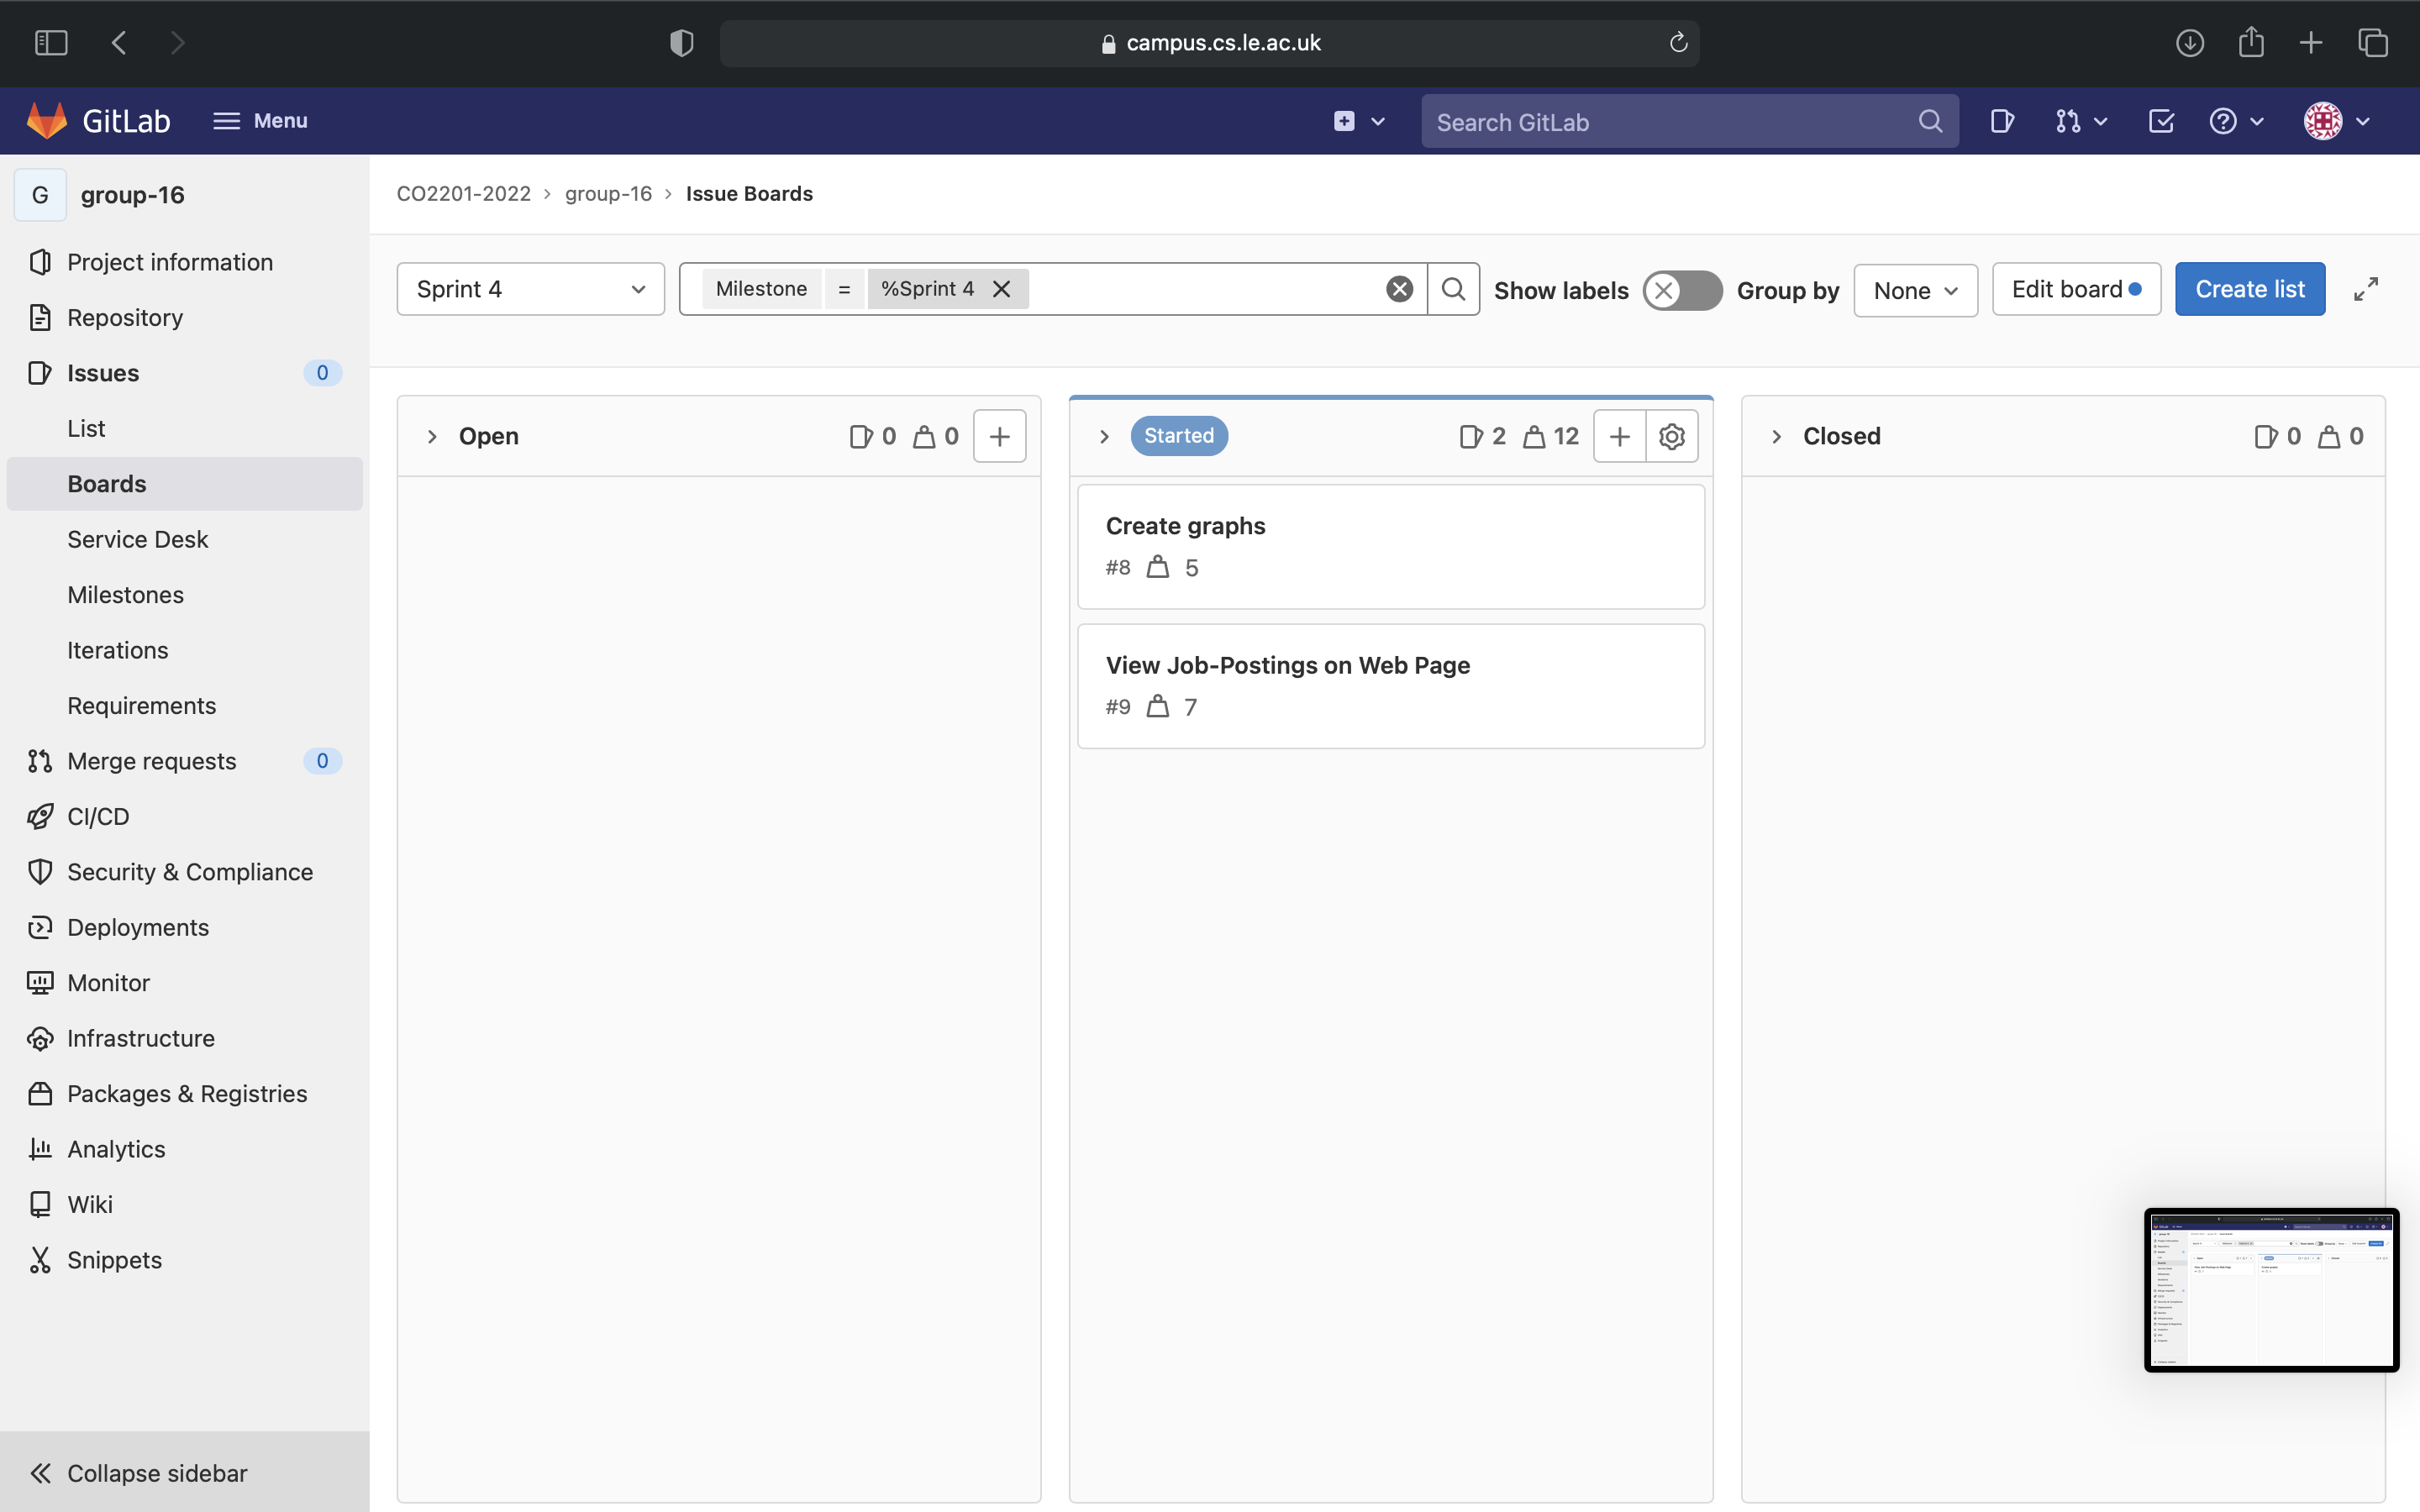 campus.cs.le.ac.uk
GitLab Menu Search GitLab
G group-16
CO2201-2022 > group-16 > Issue Boards
Project information
Repository
Issues 0
List
Boards
Service Desk
Milestones
Iterations
Requirements
Merge requests 0
CI/CD
Security & Compliance
Deployments
Monitor
Infrastructure
Packages & Registries
Analytics
Wiki
Snippets
Collapse sidebar
Sprint 4 Milestone = %Sprint 4 Show labels Group by None Edit board Create list
Open 0 0
Started 2 12
Create graphs
#8 5
View Job-Postings on Web Page
#9 7
Closed 0 0